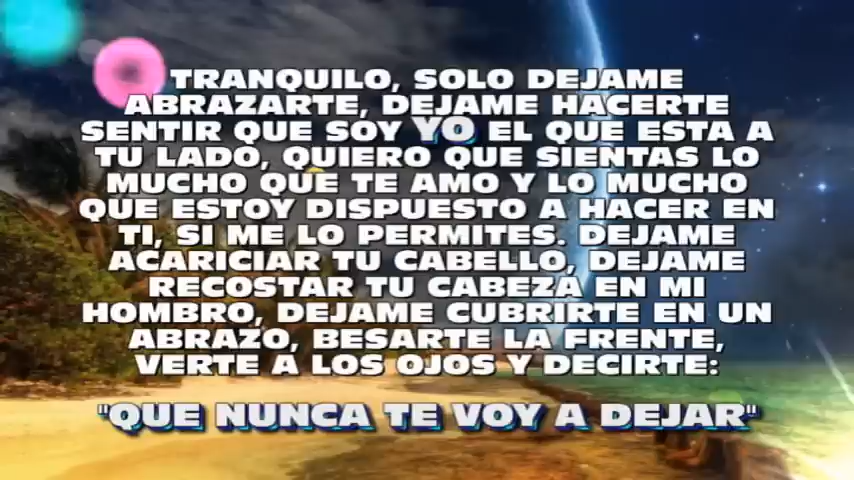 TRANQUILO, SOLO DEJAME
ABRAZARTE, DEJAME HACERTE
SENTIR QUE SOY YO EL QUE ESTA A
TU LADO, QUIERO QUE SIENTAS LO
MUCHO QUE TE AMO Y LO MUCHO
QUE ESTOY DISPUESTO A HACER EN
TI, SI ME LO PERMITES. DEJAME
ACARICIAR TU CABELLO, DEJAME
RECOSTAR TU CABEZA EN MI
HOMBRO, DEJAME CUBRIRTE EN UN
ABRAZO, BESARTE LA FRENTE,
VERTE A LOS OJOS Y DECIRTE:
"QUE NUNCA TE VOY A DEJAR"